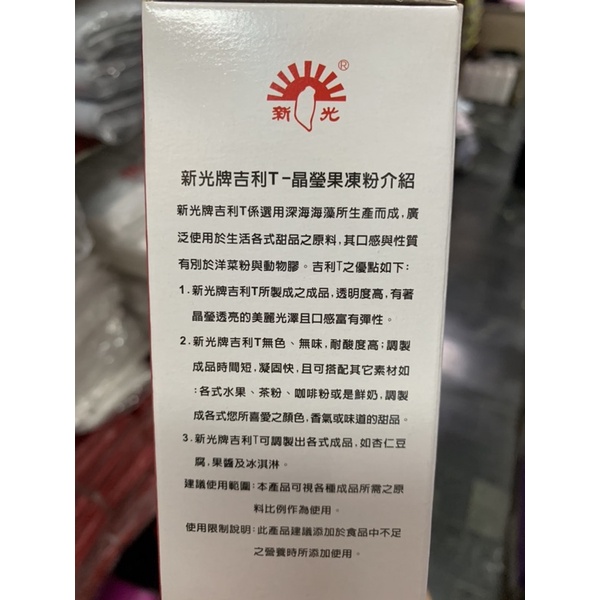 ®
新光
新光牌吉利T-晶瑩果凍粉介紹
新光牌吉利T係選用深海海藻所生產而成,廣
泛使用於生活各式甜品之原料,其口感與性質
有別於洋菜粉與動物膠。吉利T之優點如下:
1.新光牌吉利T所製成之成品,透明度高,有著
晶瑩透亮的美麗光澤且口感富有彈性。
2.新光牌吉利T無色、無味,耐酸度高;調製
成品時間短,凝固快,且可搭配其它素材如
:各式水果、茶粉、咖啡粉或是鮮奶,調製
成各式您所喜愛之顏色,香氣或味道的甜品。
3.新光牌吉利T可調製出各式成品,如杏仁豆
腐,果醬及冰淇淋。
建議使用範圍:本產品可視各種成品所需之原
料比例作為使用。
使用限制說明:此產品建議添加於食品中不足
之營養時所添加使用。